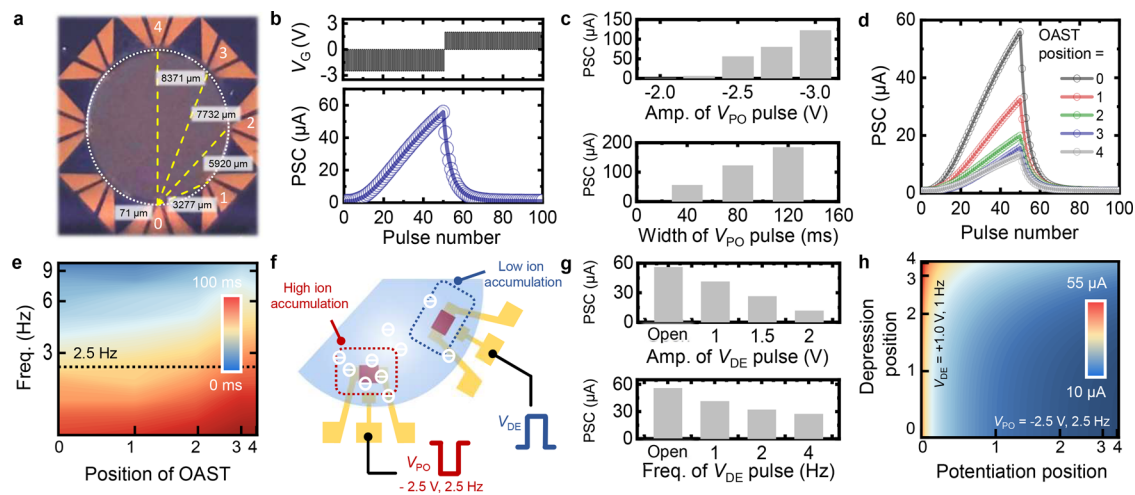 a
4
3
8371 μm
7732 μm
2
5920 μm
3277 μm
71 μm
1
0
b
3
0
-3
V_G (V)
60
40
20
0
PSC (μA)
0 20 40 60 80 100
Pulse number
c
150
100
50
0
PSC (μA)
-2.0 -2.5 -3.0
Amp. of V_PO pulse (V)
200
100
0
PSC (μA)
0 40 80 120 160
Width of V_PO pulse (ms)
d
60
40
20
0
PSC (μA)
OAST
position =
0
1
2
3
4
0 20 40 60 80 100
Pulse number
e
9
6
3
Freq. (Hz)
100 ms
0 ms
2.5 Hz
0 1 2 3 4
Position of OAST
f
High ion
accumulation
Low ion
accumulation
V_DE
V_PO
- 2.5 V, 2.5 Hz
g
60
30
0
PSC (μA)
Open 1 1.5 2
Amp. of V_DE pulse (V)
60
30
0
PSC (μA)
Open 1 2 4
Freq. of V_DE pulse (Hz)
h
4
3
2
1
0
Depression
position
V_DE = +1.0 V, 1 Hz
55 μA
10 μA
V_PO = -2.5 V, 2.5 Hz
0 1 2 3 4
Potentiation position